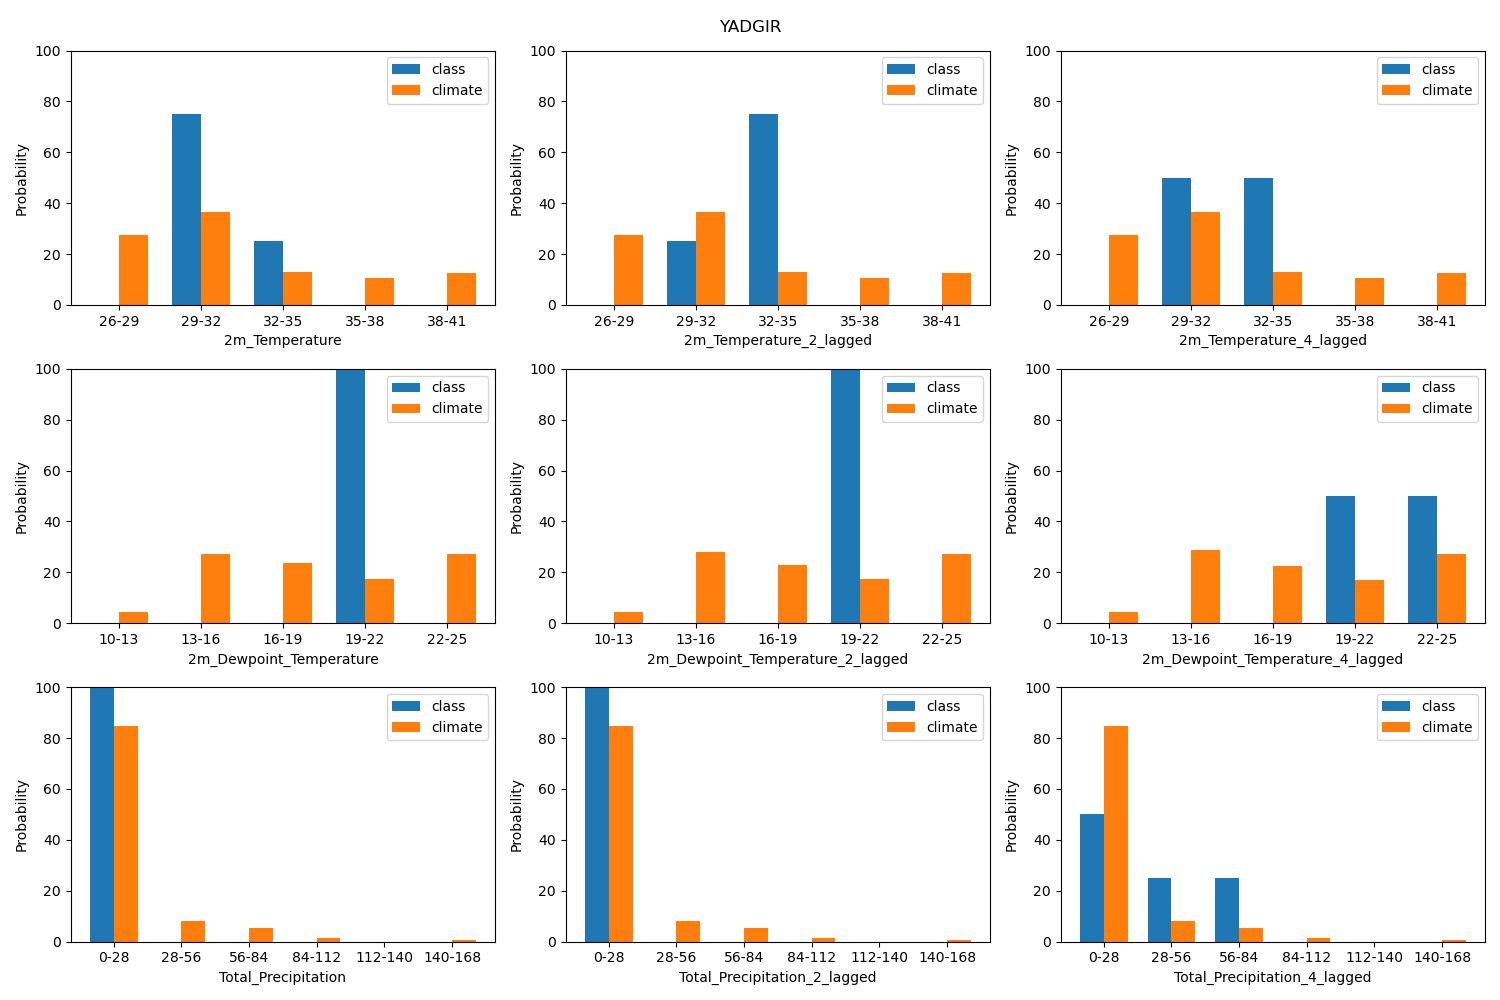 YADGIR
100
80
60
40
20
0
Probability
class
climate
26-29 29-32 32-35 35-38 38-41
2m_Temperature
100
80
60
40
20
0
Probability
class
climate
26-29 29-32 32-35 35-38 38-41
2m_Temperature_2_lagged
100
80
60
40
20
0
Probability
class
climate
26-29 29-32 32-35 35-38 38-41
2m_Temperature_4_lagged
100
80
60
40
20
0
Probability
class
climate
10-13 13-16 16-19 19-22 22-25
2m_Dewpoint_Temperature
100
80
60
40
20
0
Probability
class
climate
10-13 13-16 16-19 19-22 22-25
2m_Dewpoint_Temperature_2_lagged
100
80
60
40
20
0
Probability
class
climate
10-13 13-16 16-19 19-22 22-25
2m_Dewpoint_Temperature_4_lagged
100
80
60
40
20
0
Probability
class
climate
0-28 28-56 56-84 84-112 112-140 140-168
Total_Precipitation
100
80
60
40
20
0
Probability
class
climate
0-28 28-56 56-84 84-112 112-140 140-168
Total_Precipitation_2_lagged
100
80
60
40
20
0
Probability
class
climate
0-28 28-56 56-84 84-112 112-140 140-168
Total_Precipitation_4_lagged